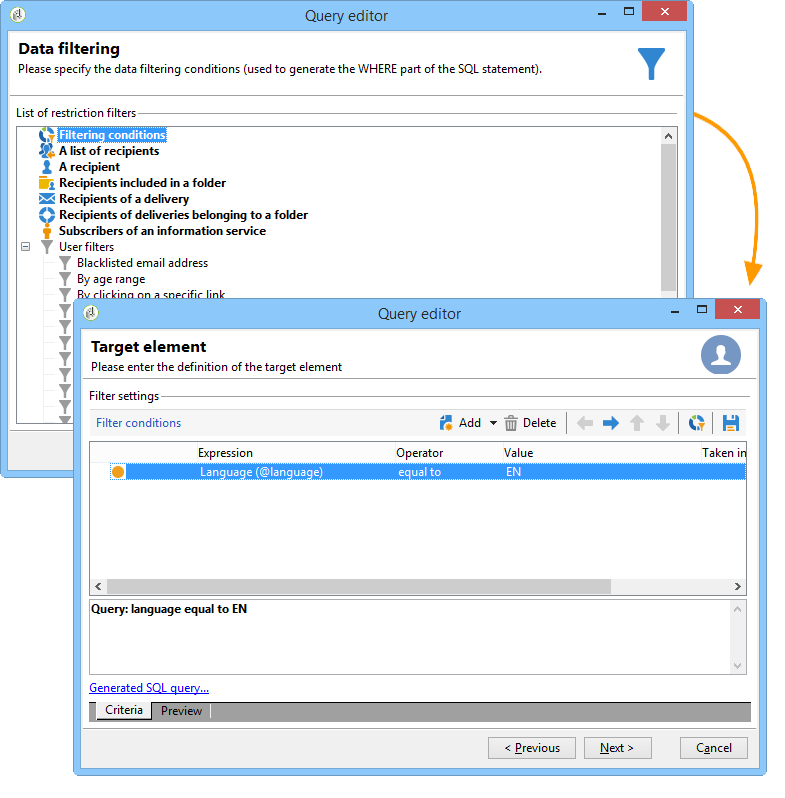 Query editor
Data filtering
Please specify the data filtering conditions (used to generate the WHERE part of the SQL statement).
List of restriction filters
Filtering conditions
A list of recipients
A recipient
Recipients included in a folder
Recipients of a delivery
Recipients of deliveries belonging to a folder
Subscribers of an information service
User filters
Blacklisted email address
By age range
By clicking on a specific link
Query editor
Target element
Please enter the definition of the target element
Filter settings
Filter conditions Add Delete
Expression Operator Value Taken in
Language (@language) equal to EN
Query: language equal to EN
Generated SQL query...
Criteria Preview
< Previous Next > Cancel